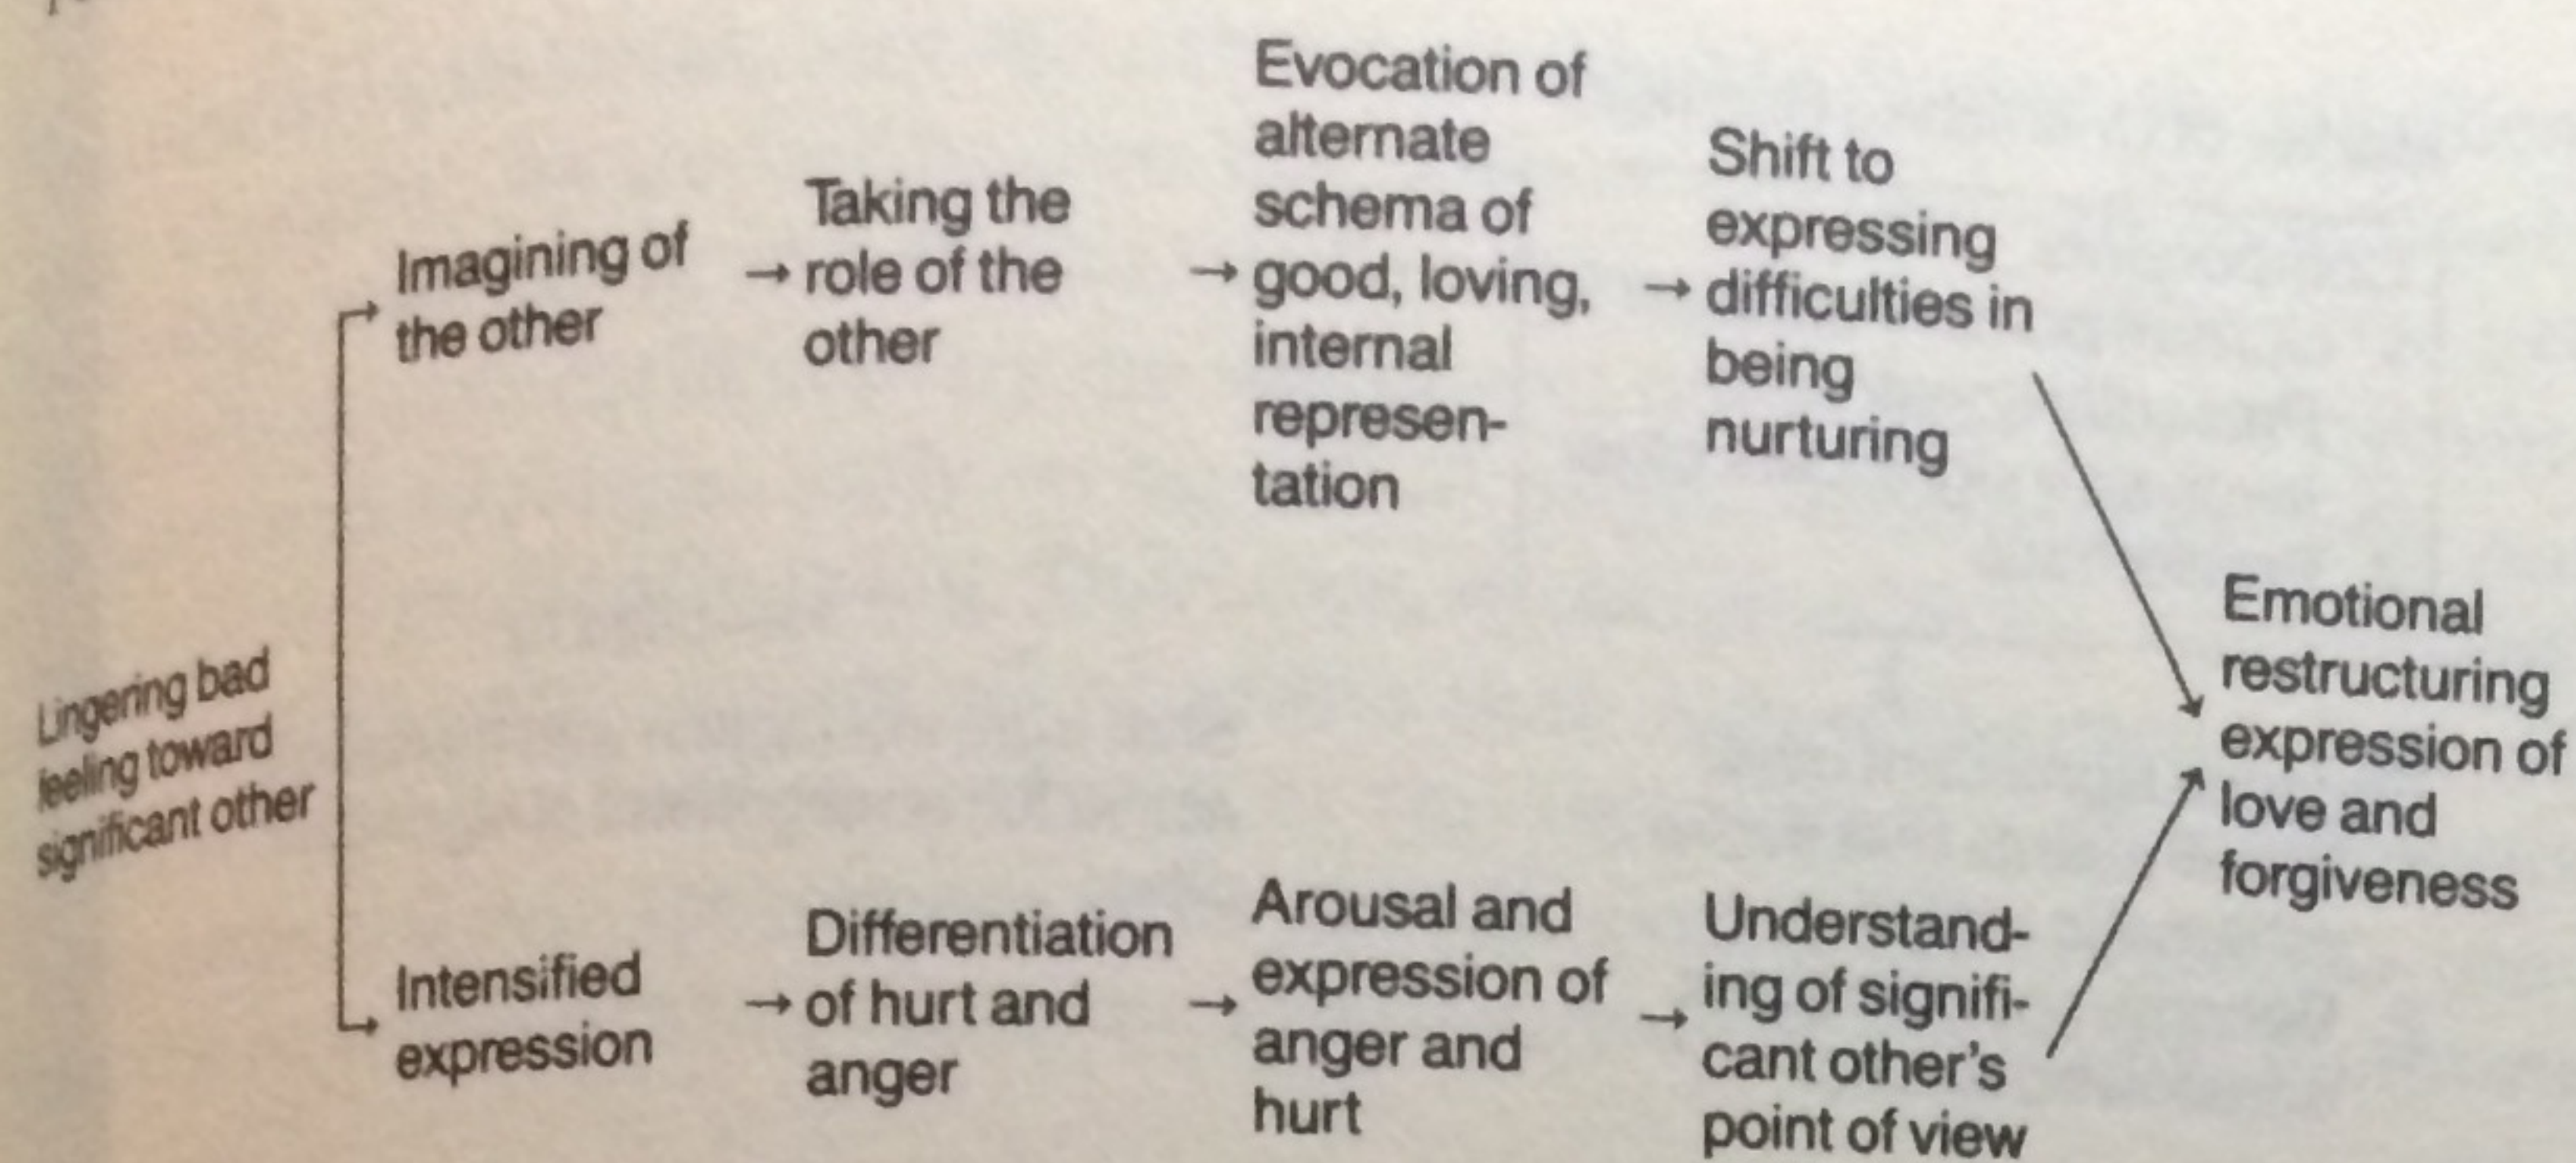 Lingering bad
feeling toward
significant other
Imagining of
the other
→ Taking the
role of the
other
→ Evocation of
alternate
schema of
good, loving,
internal
represen-
tation
→ Shift to
expressing
difficulties in
being
nurturing
Intensified
expression
→ Differentiation
of hurt and
anger
→ Arousal and
expression of
anger and
hurt
→ Understand-
ing of signifi-
cant other's
point of view
Emotional
restructuring
expression of
love and
forgiveness